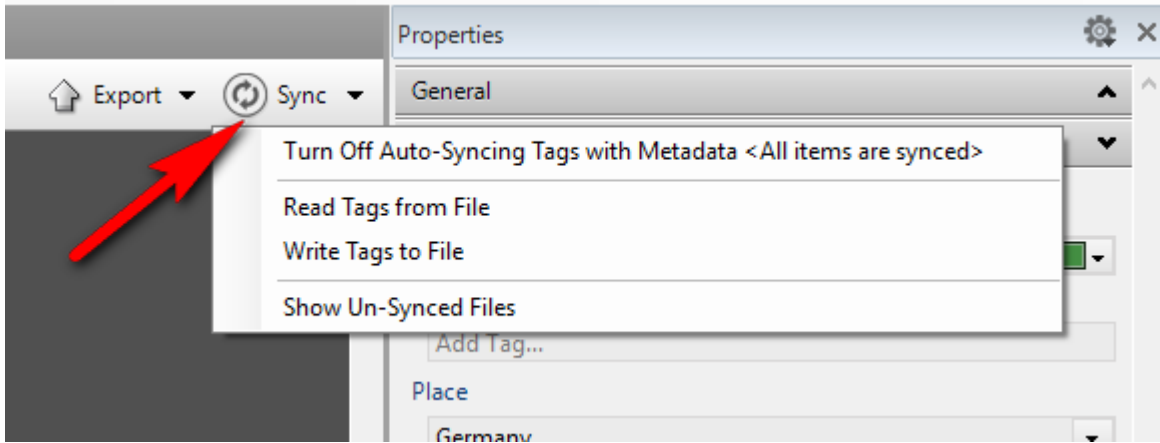 Properties
Export
Sync
General
Turn Off Auto-Syncing Tags with Metadata <All items are synced>
Read Tags from File
Write Tags to File
Show Un-Synced Files
Add Tag...
Place
Germany